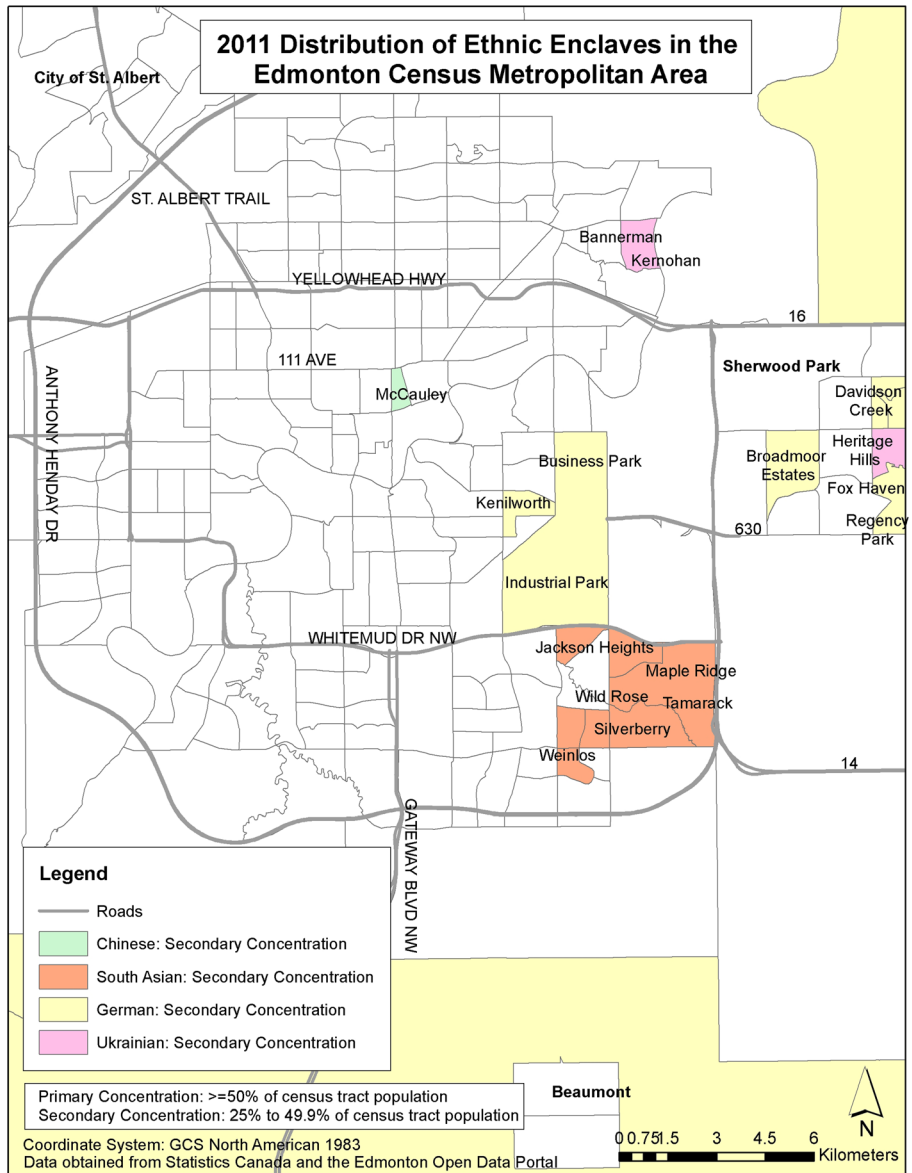 2011 Distribution of Ethnic Enclaves in the
Edmonton Census Metropolitan Area
City of St. Albert
ST. ALBERT TRAIL
Bannerman
Kernohan
YELLOWHEAD HWY
16
111 AVE
Sherwood Park
McCauley
Davidson
Creek
ANTHONY HENDAY DR
Business Park
Broadmoor
Estates
Heritage
Hills
Kenilworth
Fox Haven
630
Regency
Park
Industrial Park
WHITEMUD DR NW
Jackson Heights
Maple Ridge
Wild Rose
Tamarack
Silverberry
Weinlos
14
GATEWAY BLVD NW
Legend
Roads
Chinese: Secondary Concentration
South Asian: Secondary Concentration
German: Secondary Concentration
Ukrainian: Secondary Concentration
Primary Concentration: >=50% of census tract population
Secondary Concentration: 25% to 49.9% of census tract population
Beaumont
N
Coordinate System: GCS North American 1983
Data obtained from Statistics Canada and the Edmonton Open Data Portal
0 0.75 1.5 3 4.5 6
Kilometers